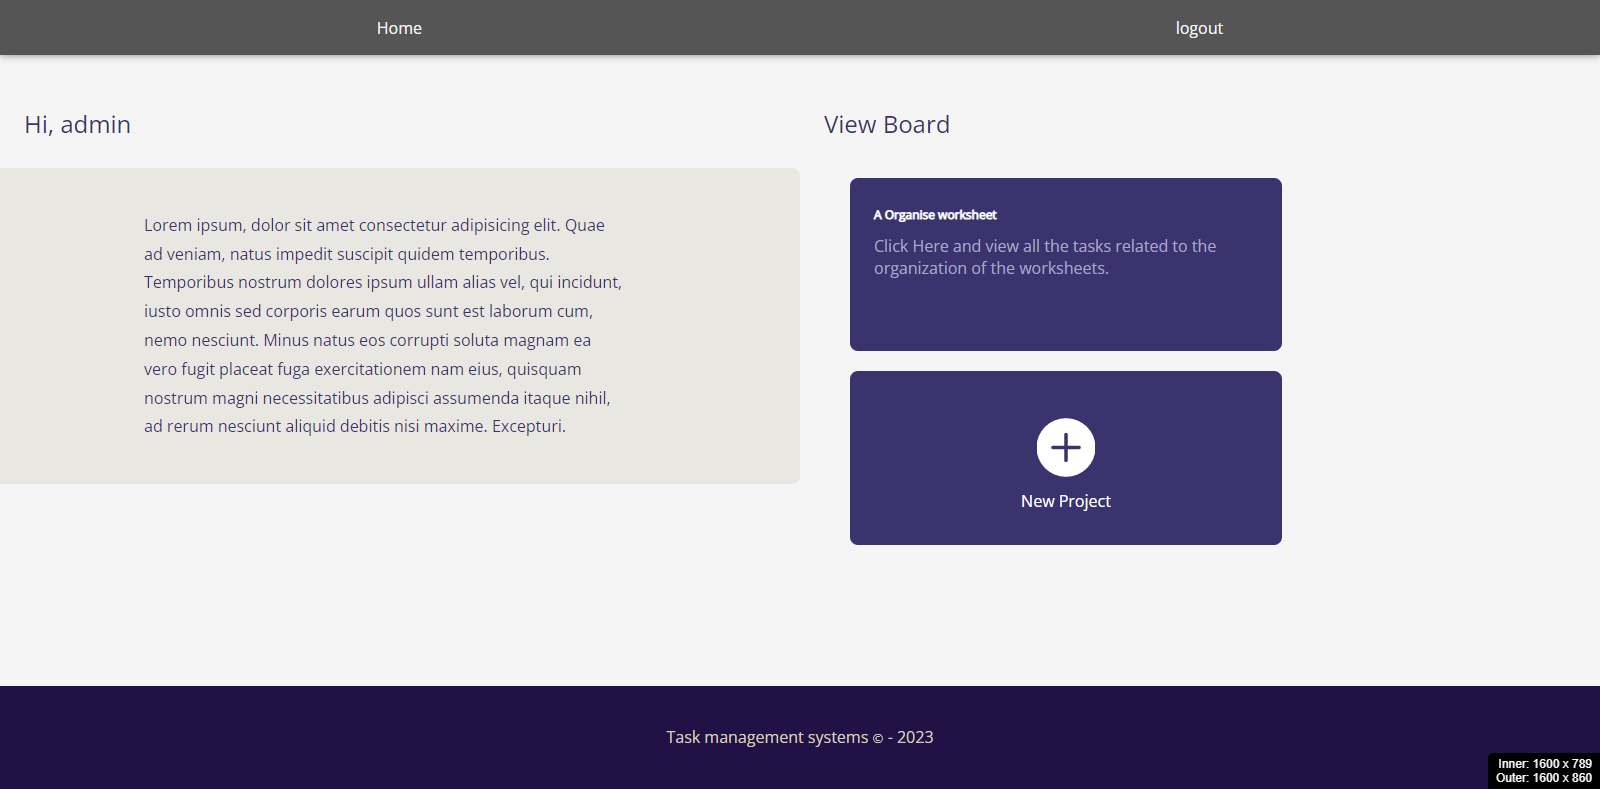 Home
logout
Hi, admin
Lorem ipsum, dolor sit amet consectetur adipisicing elit. Quae
ad veniam, natus impedit suscipit quidem temporibus.
Temporibus nostrum dolores ipsum ullam alias vel, qui incidunt,
iusto omnis sed corporis earum quos sunt est laborum cum,
nemo nesciunt. Minus natus eos corrupti soluta magnam ea
vero fugit placeat fuga exercitationem nam eius, quisquam
nostrum magni necessitatibus adipisci assumenda itaque nihil,
ad rerum nesciunt aliquid debitis nisi maxime. Excepturi.
View Board
A Organise worksheet
Click Here and view all the tasks related to the
organization of the worksheets.
New Project
Task management systems © - 2023
Inner: 1600 x 789
Outer: 1600 x 860